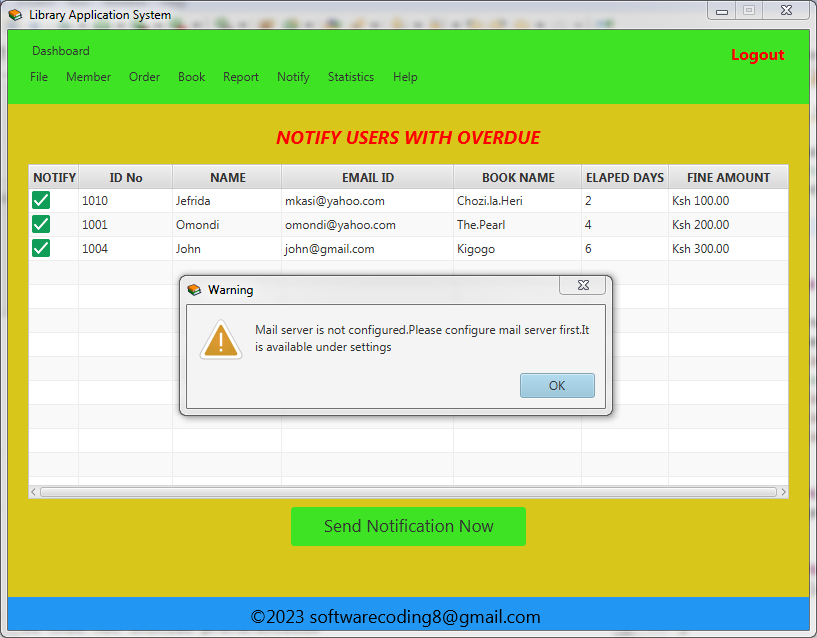 Library Application System
Dashboard
Logout
File Member Order Book Report Notify Statistics Help
NOTIFY USERS WITH OVERDUE
NOTIFY ID No NAME EMAIL ID BOOK NAME ELAPED DAYS FINE AMOUNT
1010 Jefrida mkasi@yahoo.com Chozi.la.Heri 2 Ksh 100.00
1001 Omondi omondi@yahoo.com The.Pearl 4 Ksh 200.00
1004 John john@gmail.com Kigogo 6 Ksh 300.00
Warning
Mail server is not configured.Please configure mail server first.It
is available under settings
OK
Send Notification Now
©2023 softwarecoding8@gmail.com